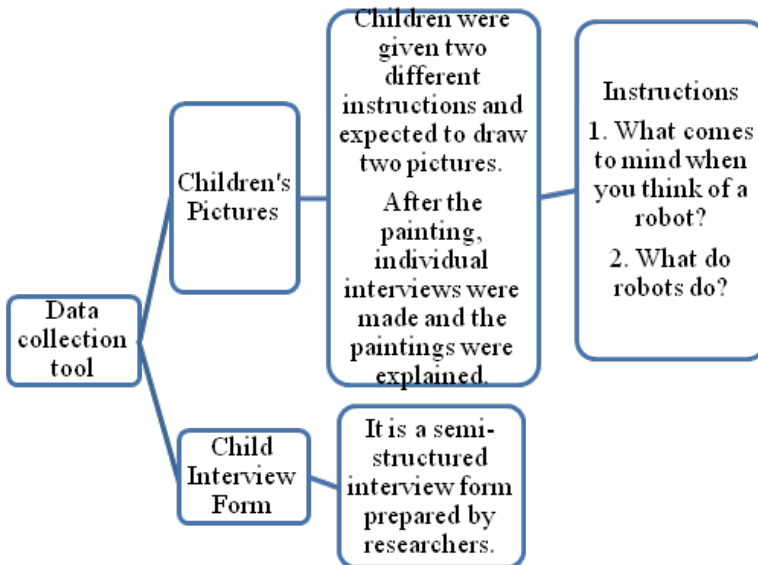 Data
collection
tool
Children's
Pictures
Children were
given two
different
instructions and
expected to draw
two pictures.
After the
painting,
individual
interviews were
made and the
paintings were
explained.
Instructions
1. What comes
to mind when
you think of a
robot?
2. What do
robots do?
Child
Interview
Form
It is a semi-
structured
interview form
prepared by
researchers.